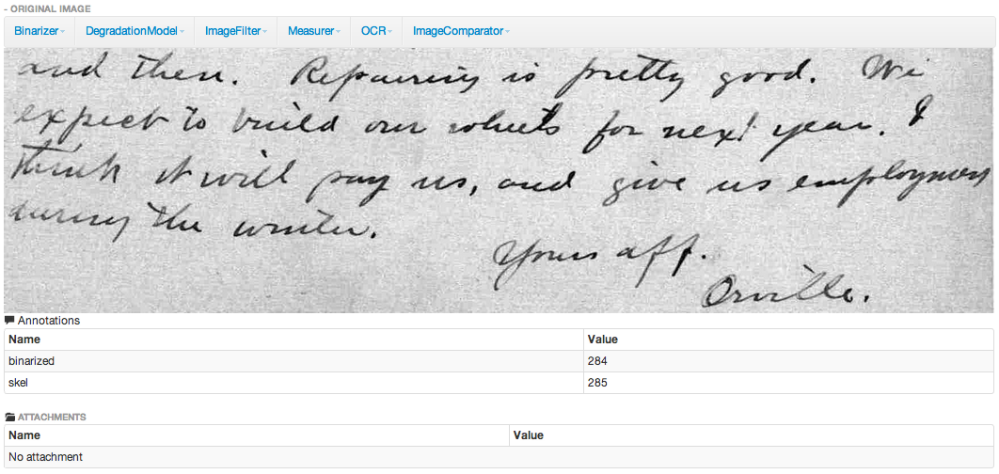 - ORIGINAL IMAGE
Binarizer DegradationModel ImageFilter Measurer OCR ImageComparator
and then. Repairing is pretty good. We
expect to build our wheels for next year. I
think it will pay us, and give us employment
during the winter.
Yours aff.
Orville.
Annotations
Name Value
binarized 284
skel 285
ATTACHMENTS
Name Value
No attachment